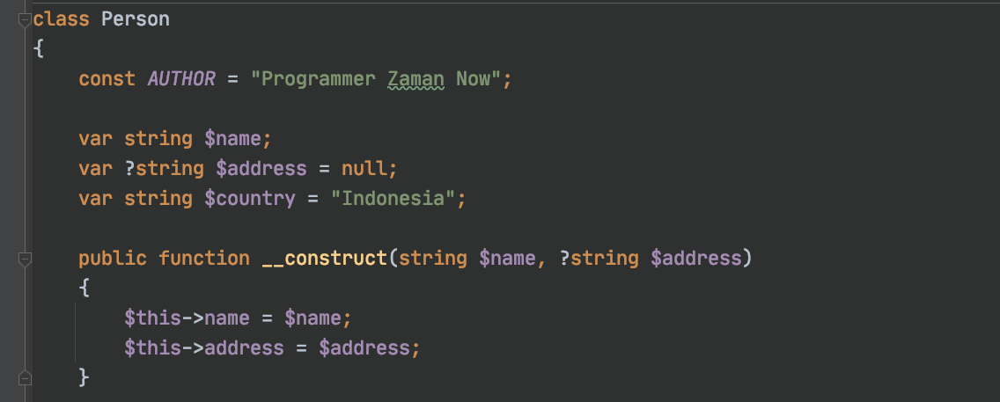 class Person
{
    const AUTHOR = "Programmer Zaman Now";

    var string $name;
    var ?string $address = null;
    var string $country = "Indonesia";

    public function __construct(string $name, ?string $address)
    {
        $this->name = $name;
        $this->address = $address;
    }